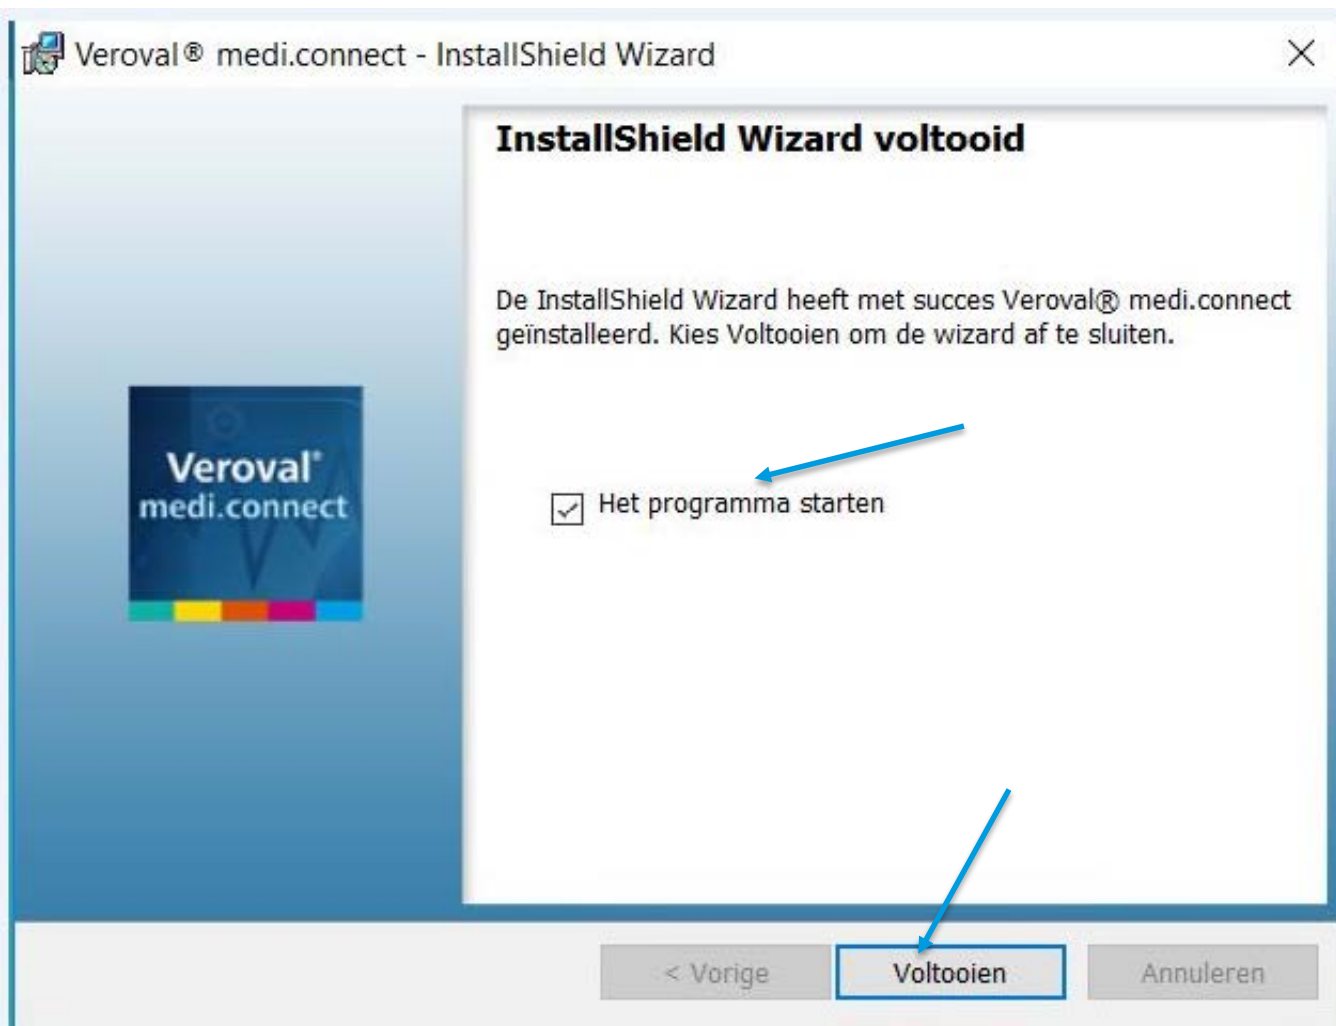 Veroval® medi.connect - InstallShield Wizard
InstallShield Wizard voltooid
De InstallShield Wizard heeft met succes Veroval® medi.connect
geïnstalleerd. Kies Voltooien om de wizard af te sluiten.
Veroval®
medi.connect
Het programma starten
< Vorige
Voltooien
Annuleren